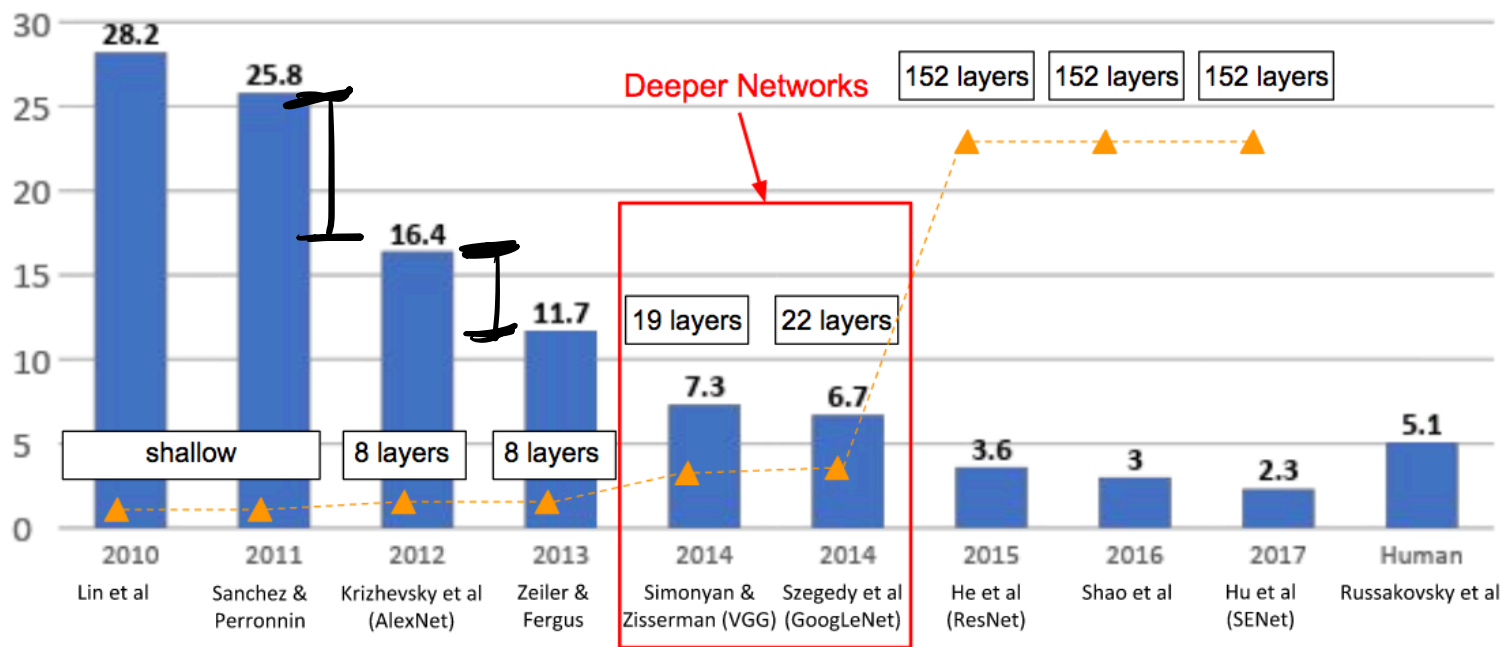 30
28.2
25.8
25
20
15
10
5
0
16.4
11.7
7.3
6.7
3.6
3
2.3
5.1
Deeper Networks
152 layers
152 layers
152 layers
19 layers
22 layers
shallow
8 layers
8 layers
2010
2011
2012
2013
2014
2014
2015
2016
2017
Human
Lin et al
Sanchez &
Perronnin
Krizhevsky et al
(AlexNet)
Zeiler &
Fergus
Simonyan &
Zisserman (VGG)
Szegedy et al
(GoogLeNet)
He et al
(ResNet)
Shao et al
Hu et al
(SENet)
Russakovsky et al